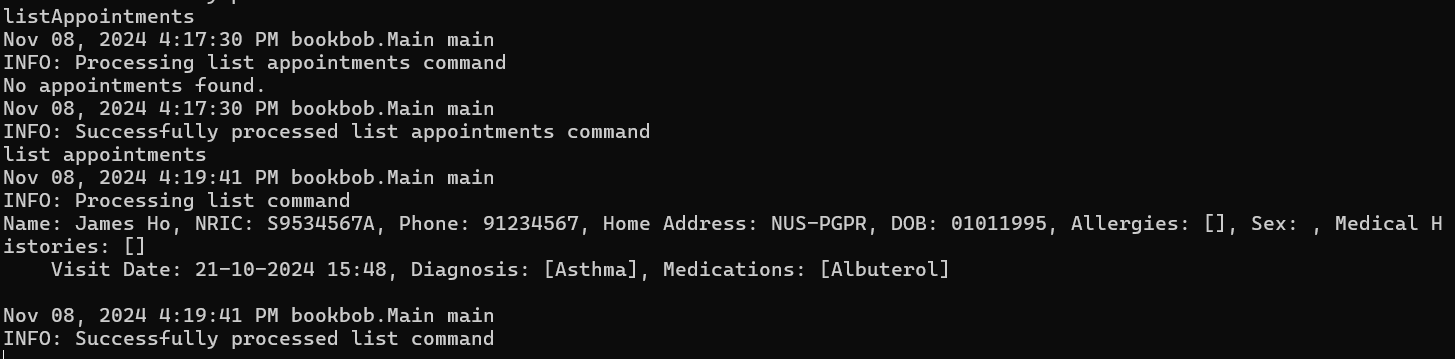 listAppointments
Nov 08, 2024 4:17:30 PM bookbob.Main main
INFO: Processing list appointments command
No appointments found.
Nov 08, 2024 4:17:30 PM bookbob.Main main
INFO: Successfully processed list appointments command
list appointments
Nov 08, 2024 4:19:41 PM bookbob.Main main
INFO: Processing list command
Name: James Ho, NRIC: S9534567A, Phone: 91234567, Home Address: NUS-PGPR, DOB: 01011995, Allergies: [], Sex: , Medical H
istories: []
    Visit Date: 21-10-2024 15:48, Diagnosis: [Asthma], Medications: [Albuterol]
Nov 08, 2024 4:19:41 PM bookbob.Main main
INFO: Successfully processed list command